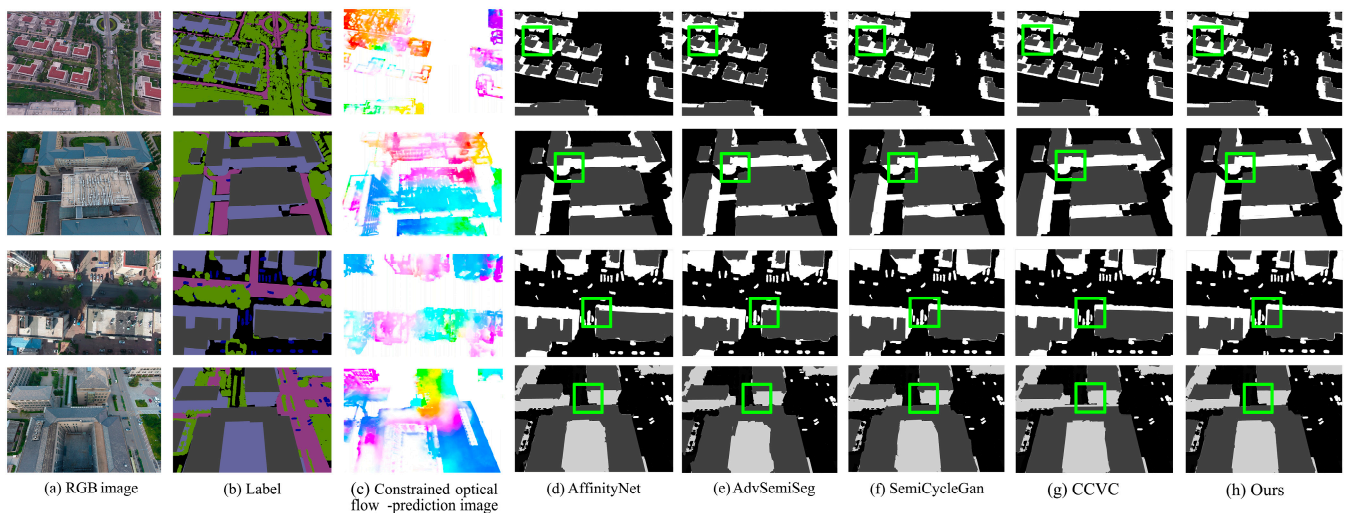 (a) RGB image
(b) Label
(c) Constrained optical
flow -prediction image
(d) AffinityNet
(e) AdvSemiSeg
(f) SemiCycleGan
(g) CCVC
(h) Ours